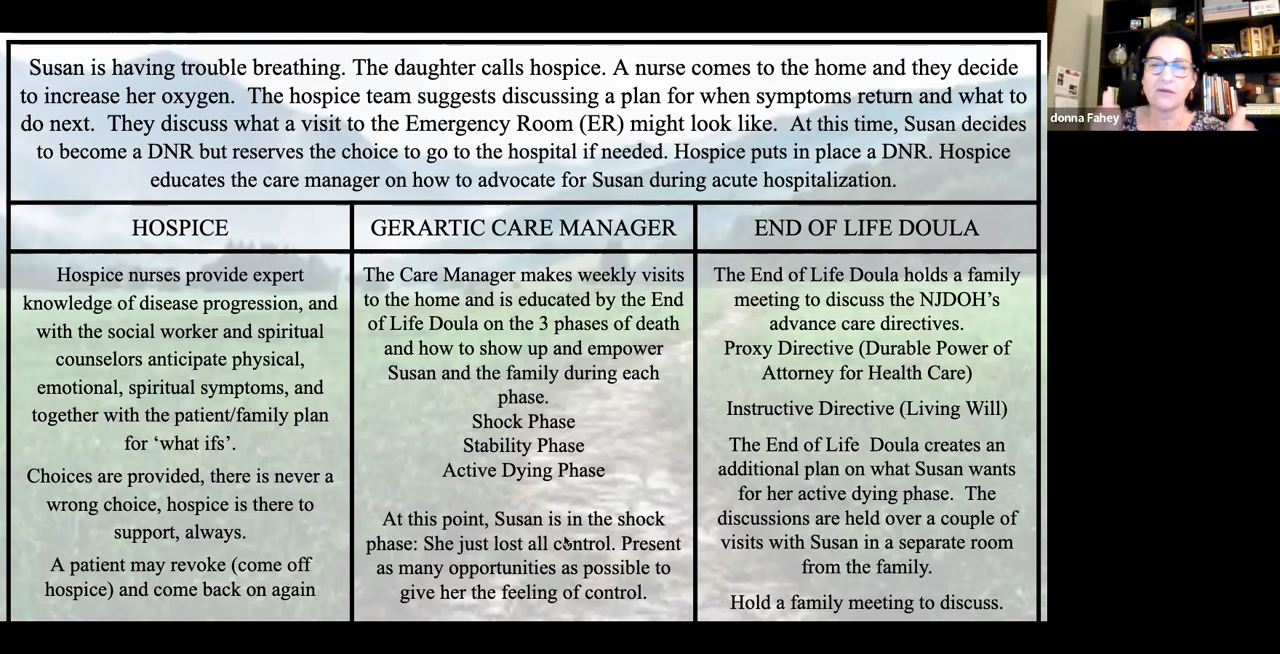 Susan is having trouble breathing. The daughter calls hospice. A nurse comes to the home and they decide
to increase her oxygen. The hospice team suggests discussing a plan for when symptoms return and what to
do next. They discuss what a visit to the Emergency Room (ER) might look like. At this time, Susan decides
to become a DNR but reserves the choice to go to the hospital if needed. Hospice puts in place a DNR. Hospice
educates the care manager on how to advocate for Susan during acute hospitalization.
HOSPICE
Hospice nurses provide expert
knowledge of disease progression, and
with the social worker and spiritual
counselors anticipate physical,
emotional, spiritual symptoms, and
together with the patient/family plan
for ‘what ifs’.
Choices are provided, there is never a
wrong choice, hospice is there to
support, always.
A patient may revoke (come off
hospice) and come back on again
GERARTIC CARE MANAGER
The Care Manager makes weekly visits
to the home and is educated by the End
of Life Doula on the 3 phases of death
and how to show up and empower
Susan and the family during each
phase.
Shock Phase
Stability Phase
Active Dying Phase
At this point, Susan is in the shock
phase: She just lost all control. Present
as many opportunities as possible to
give her the feeling of control.
END OF LIFE DOULA
The End of Life Doula holds a family
meeting to discuss the NJDOH’s
advance care directives.
Proxy Directive (Durable Power of
Attorney for Health Care)
Instructive Directive (Living Will)
The End of Life Doula creates an
additional plan on what Susan wants
for her active dying phase. The
discussions are held over a couple of
visits with Susan in a separate room
from the family.
Hold a family meeting to discuss.
donna Fahey